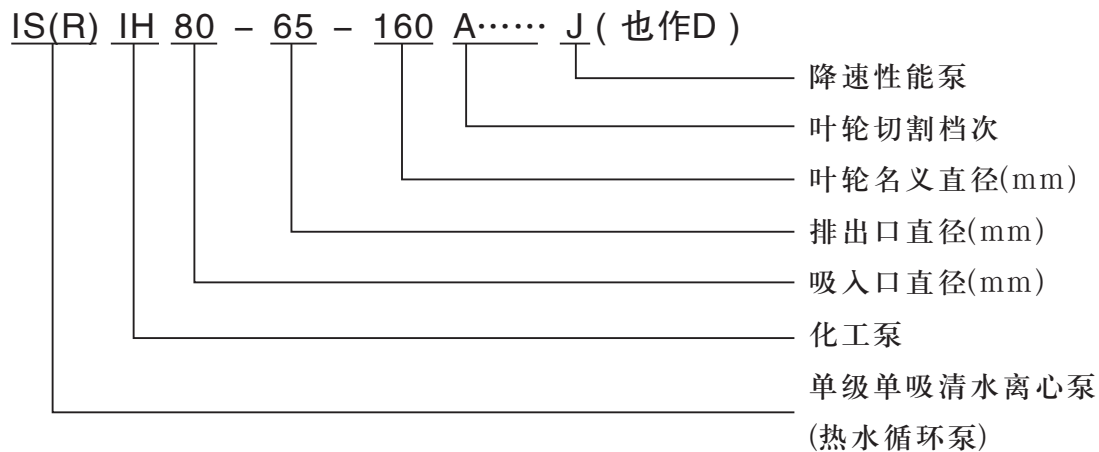 IS(R) IH 80 – 65 - 160 A…… J ( 也作D )
降速性能泵
叶轮切割档次
叶轮名义直径(mm)
排出口直径(mm)
吸入口直径(mm)
化工泵
单级单吸清水离心泵
(热水循环泵)